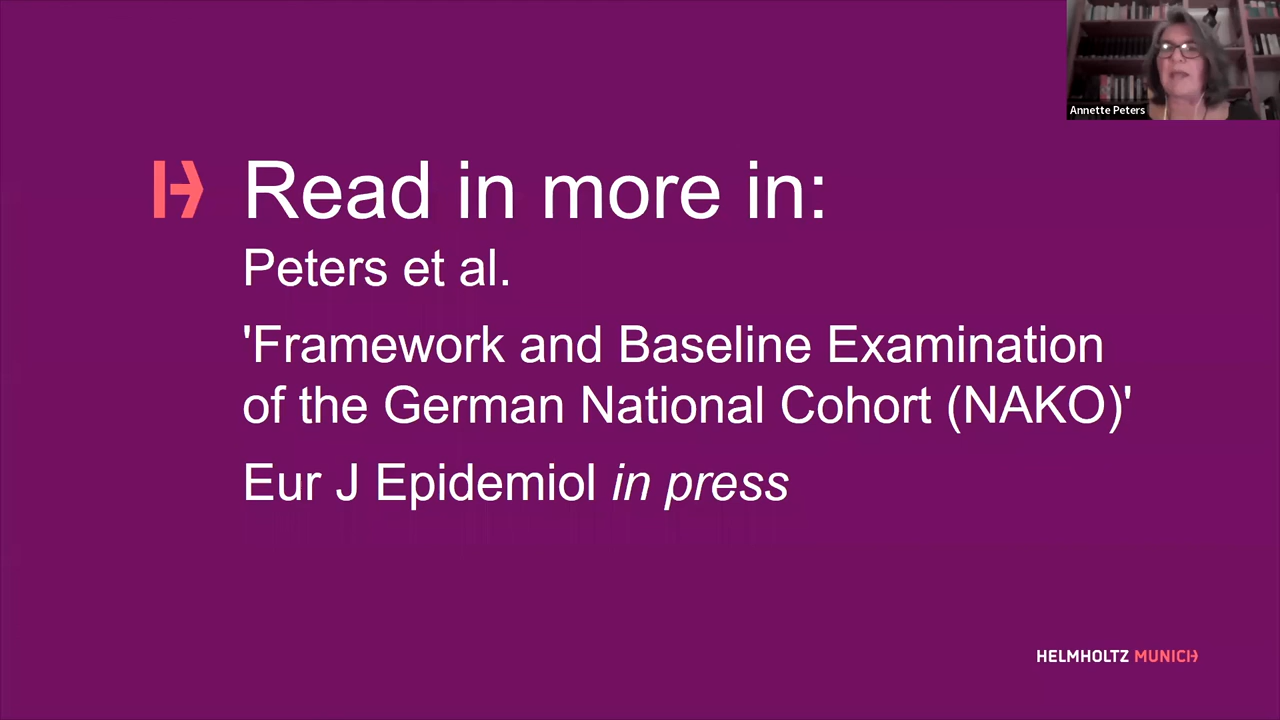 Annette Peters
Read in more in:
Peters et al.
'Framework and Baseline Examination
of the German National Cohort (NAKO)'
Eur J Epidemiol in press
HELMHOLTZ MUNICH